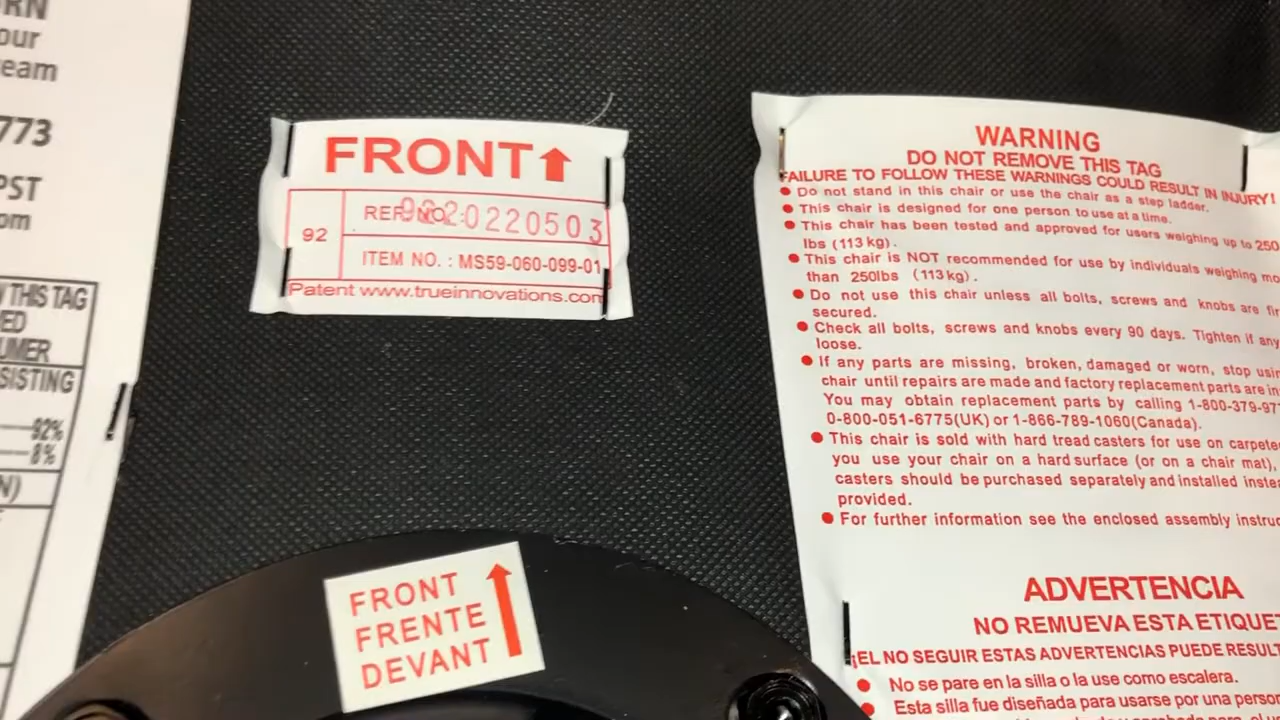 RN
our
eam
773
PST
om
THIS TAG
ED
UMER
SISTING
92%
8%
N)
FRONT
92
REF NO.:
9220220503
ITEM NO. : MS59-060-099-01
Patent www.trueinnovations.com
FRONT
FRENTE
DEVANT
WARNING
DO NOT REMOVE THIS TAG
FAILURE TO FOLLOW THESE WARNINGS COULD RESULT IN INJURY!
Do not stand in this chair or use the chair as a step ladder.
This chair is designed for one person to use at a time.
This chair has been tested and approved for users weighing up to 250
lbs (113 kg).
This chair is NOT recommended for use by individuals weighing mo
than 250lbs (113 kg).
Do not use this chair unless all bolts, screws and knobs are fir
secured.
Check all bolts, screws and knobs every 90 days. Tighten if any
loose.
If any parts are missing, broken, damaged or worn, stop usin
chair until repairs are made and factory replacement parts are in
You may obtain replacement parts by calling 1-800-379-97
0-800-051-6775(UK) or 1-866-789-1060(Canada).
This chair is sold with hard tread casters for use on carpete
you use your chair on a hard surface (or on a chair mat),
casters should be purchased separately and installed inste
provided.
For further information see the enclosed assembly instruc
ADVERTENCIA
NO REMUEVA ESTA ETIQUET
¡EL NO SEGUIR ESTAS ADVERTENCIAS PUEDE RESULT
No se pare en la silla o la use como escalera.
Esta silla fue diseñada para usarse por una person